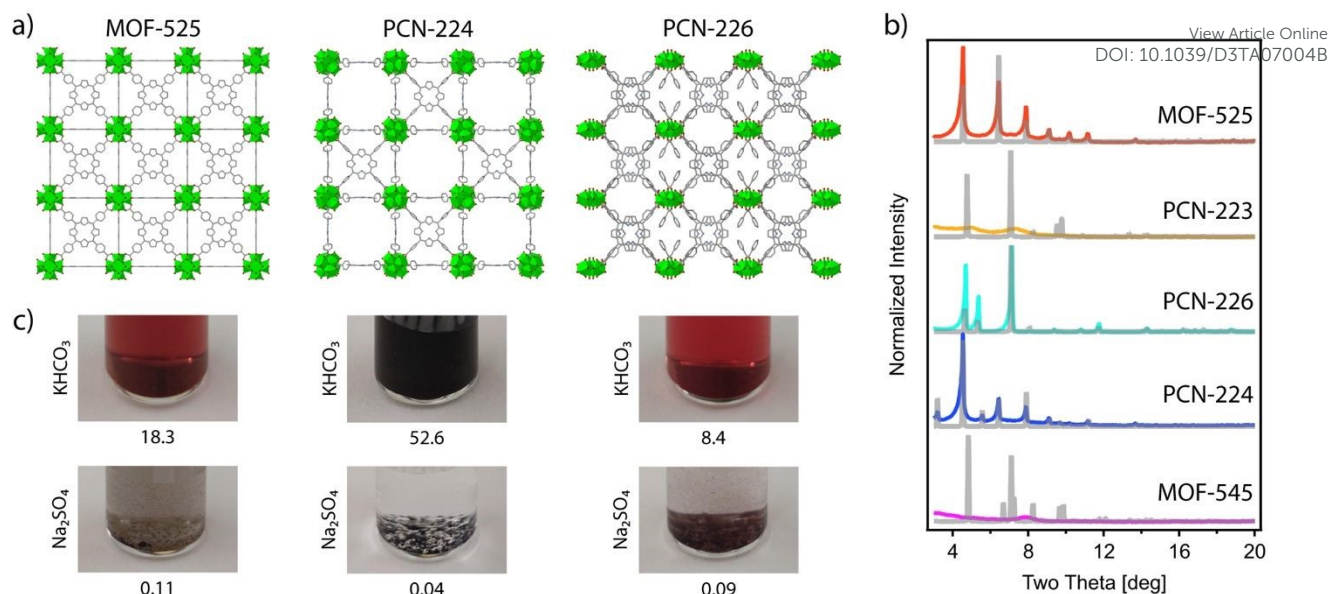 a)
MOF-525
PCN-224
PCN-226
b)
View Article Online
DOI: 10.1039/D3TA07004B
MOF-525
PCN-223
PCN-226
PCN-224
MOF-545
Normalized Intensity
4 8 12 16 20
Two Theta [deg]
c)
KHCO₃
18.3
KHCO₃
52.6
KHCO₃
8.4
Na₂SO₄
0.11
Na₂SO₄
0.04
Na₂SO₄
0.09